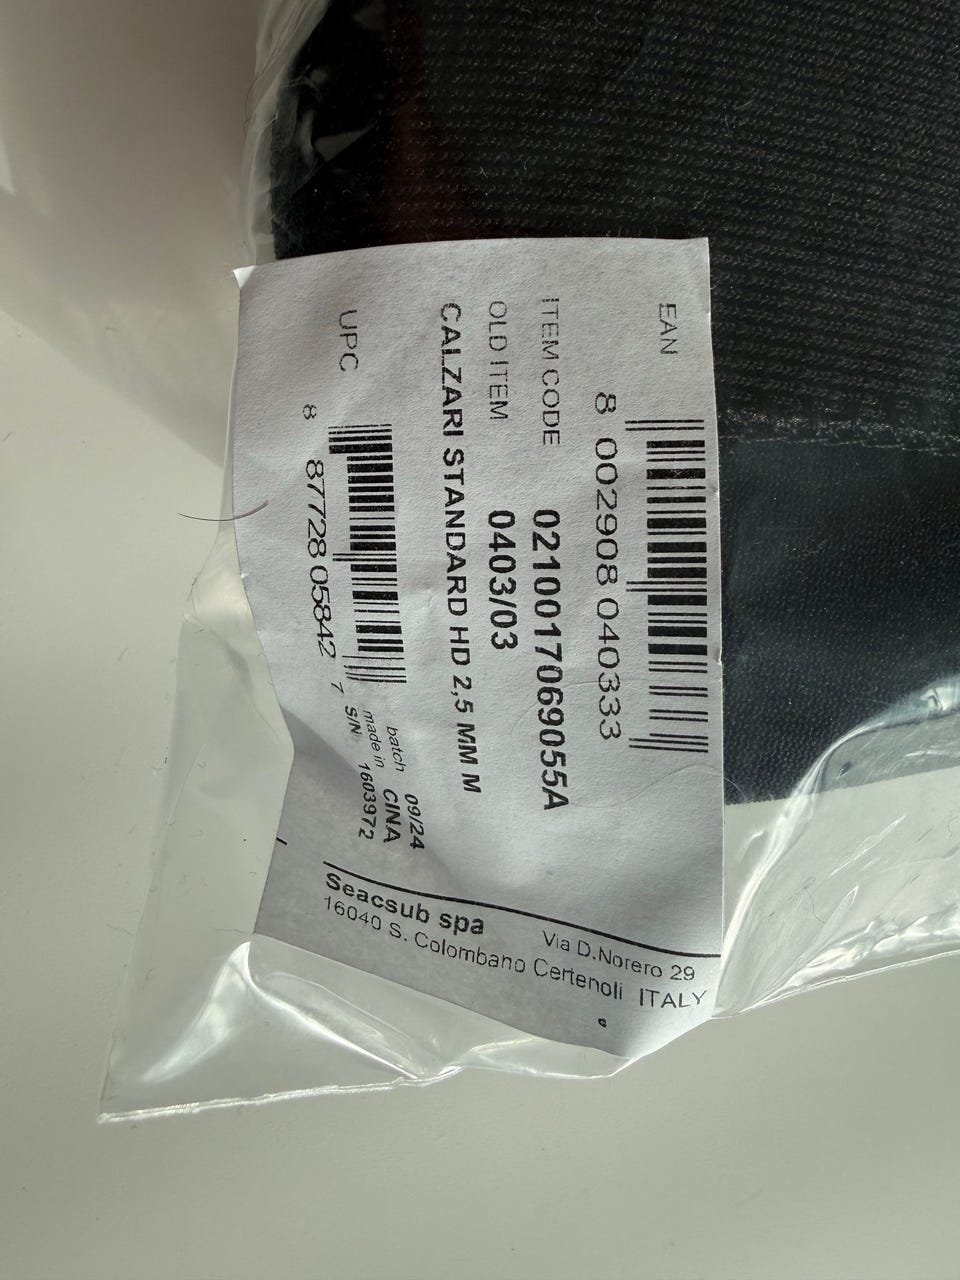 EAN
8 002908 040333
ITEM CODE 0210017069055A
OLD ITEM 0403/03
CALZARI STANDARD HD 2,5 MM M
UPC
8 87728 05842 7
batch 09/24
made in CINA
S/N: 1603972
Seacsub spa Via D.Norero 29
16040 S. Colombano Certenoli ITALY